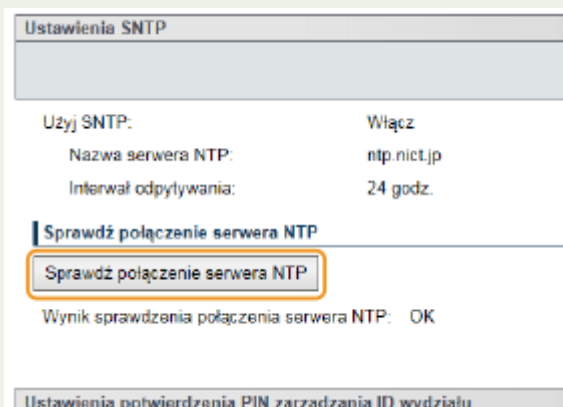 Ustawienia SNTP
Użyj SNTP: Włącz
Nazwa serwera NTP: ntp.nict.jp
Interwał odpytywania: 24 godz.
Sprawdź połączenie serwera NTP
Sprawdź połączenie serwera NTP
Wynik sprawdzenia połączenia serwera NTP: OK
Ustawienia potwierdzenia PIN zarządzania ID wydziału